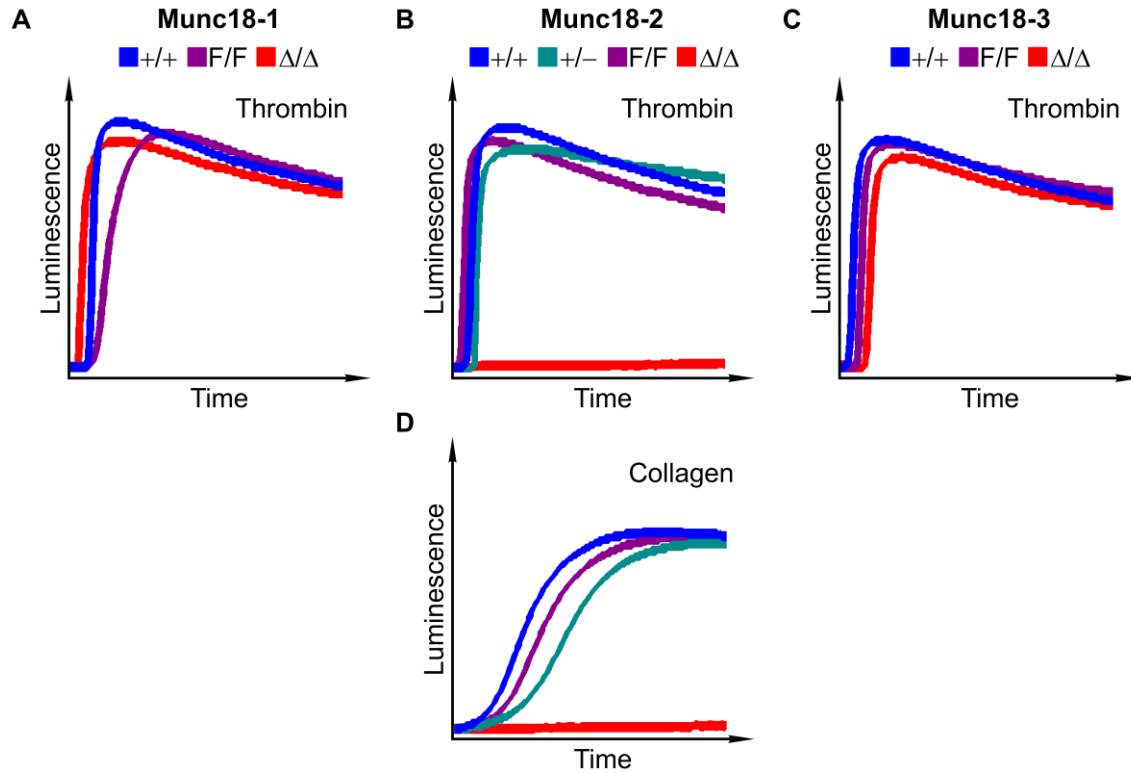 A Munc18-1
+/+ F/F Δ/Δ
Thrombin
Luminescence
Time
B Munc18-2
+/+ +/− F/F Δ/Δ
Thrombin
Luminescence
Time
C Munc18-3
+/+ F/F Δ/Δ
Thrombin
Luminescence
Time
D
Collagen
Luminescence
Time